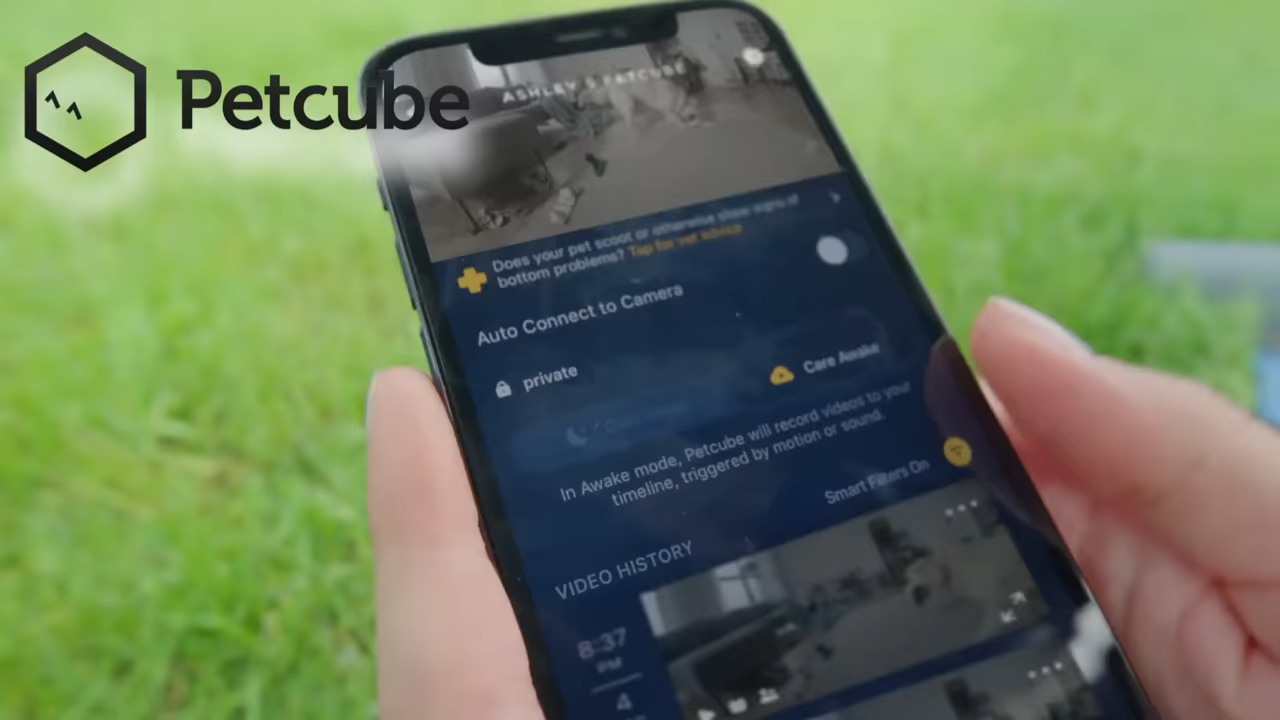 Petcube
ASHLEY'S PETCUBE
Does your pet scoot or otherwise show signs of
bottom problems? Tap for vet advice
Auto Connect to Camera
private
Care Awake
In Awake mode, Petcube will record videos to your
timeline, triggered by motion or sound.
Smart Filters On
VIDEO HISTORY
8:37
PM
4